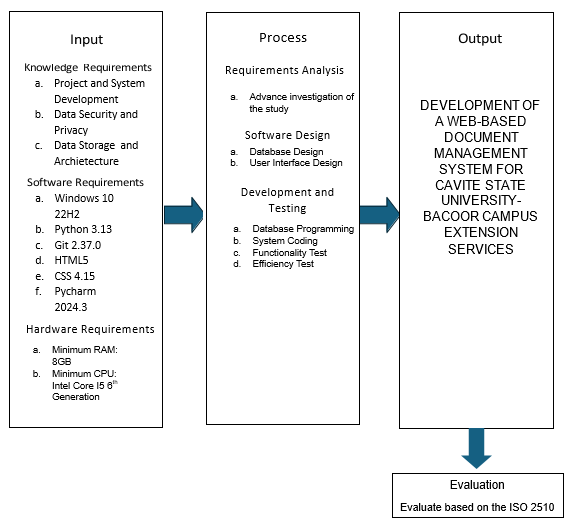 Input
Knowledge Requirements
a. Project and System
Development
b. Data Security and
Privacy
c. Data Storage and
Archietecture
Software Requirements
a. Windows 10
22H2
b. Python 3.13
c. Git 2.37.0
d. HTML5
e. CSS 4.15
f. Pycharm
2024.3
Hardware Requirements
a. Minimum RAM:
8GB
b. Minimum CPU:
Intel Core I5 6th
Generation
Process
Requirements Analysis
a. Advance investigation of
the study
Software Design
a. Database Design
b. User Interface Design
Development and
Testing
a. Database Programming
b. System Coding
c. Functionality Test
d. Efficiency Test
Output
DEVELOPMENT OF
A WEB-BASED
DOCUMENT
MANAGEMENT
SYSTEM FOR
CAVITE STATE
UNIVERSITY-
BACOOR CAMPUS
EXTENSION
SERVICES
Evaluation
Evaluate based on the ISO 2510